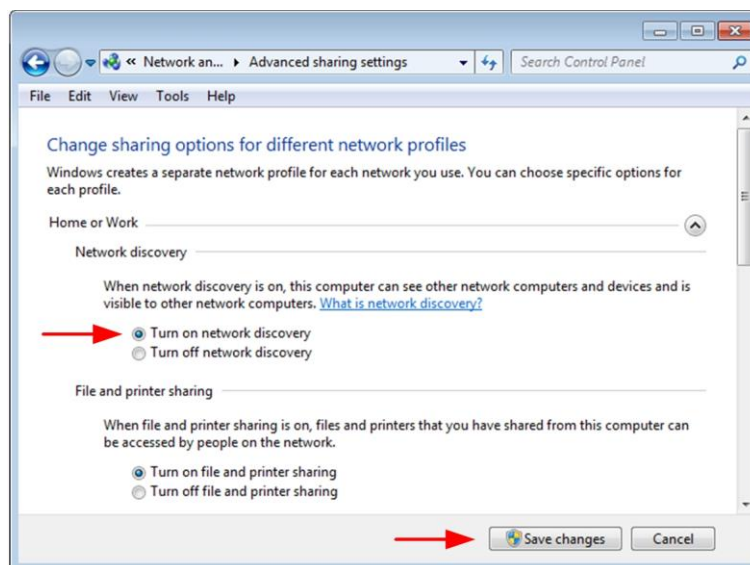 « Network an... ▸ Advanced sharing settings
Search Control Panel
File Edit View Tools Help
Change sharing options for different network profiles
Windows creates a separate network profile for each network you use. You can choose specific options for
each profile.
Home or Work
Network discovery
When network discovery is on, this computer can see other network computers and devices and is
visible to other network computers. What is network discovery?
Turn on network discovery
Turn off network discovery
File and printer sharing
When file and printer sharing is on, files and printers that you have shared from this computer can
be accessed by people on the network.
Turn on file and printer sharing
Turn off file and printer sharing
Save changes Cancel